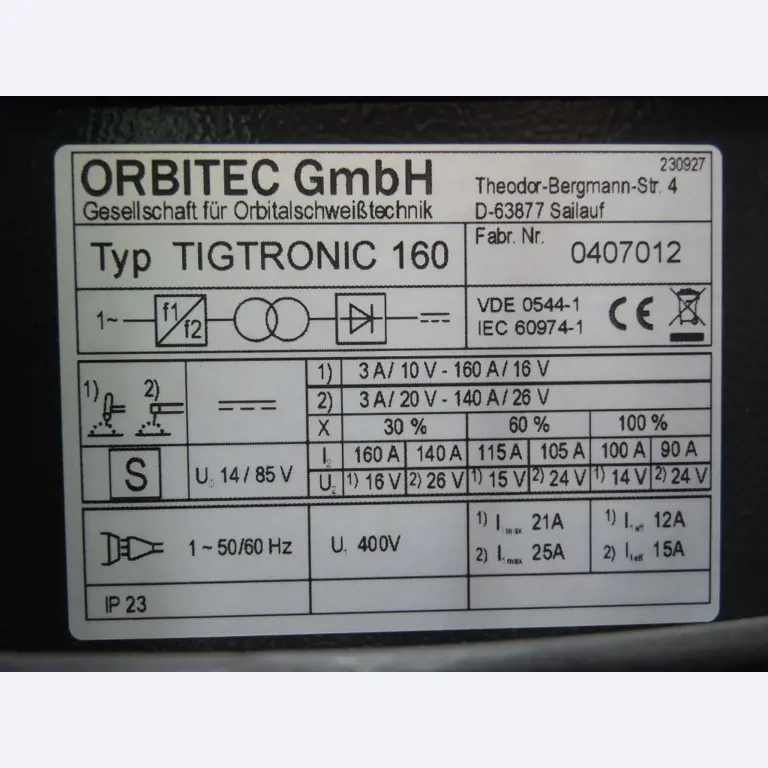 230927
ORBITEC GmbH
Gesellschaft für Orbitalschweißtechnik
Theodor-Bergmann-Str. 4
D-63877 Sailauf
Typ TIGTRONIC 160
Fabr. Nr. 0407012
1~ f1/f2
VDE 0544-1
IEC 60974-1
CE
1) 2)
1) 3 A / 10 V - 160 A / 16 V
2) 3 A / 20 V - 140 A / 26 V
X 30 % 60 % 100 %
I2 160 A 140 A 115 A 105 A 100 A 90 A
S
U0 14 / 85 V
U2 1) 16 V 2) 26 V 1) 15 V 2) 24 V 1) 14 V 2) 24 V
1 ~ 50/60 Hz
U1 400V
1) I1max 21A 1) I1eff 12A
2) I1max 25A 2) I1eff 15A
IP 23